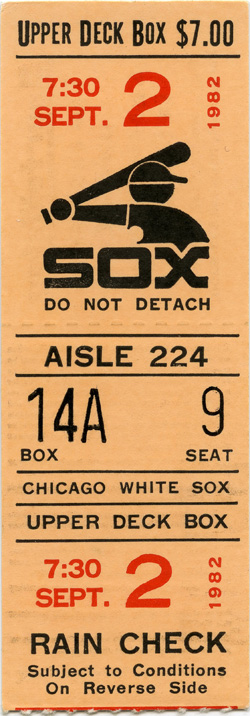 UPPER DECK BOX $7.00
7:30
SEPT. 2 1982
SOX
DO NOT DETACH
AISLE 224
14A 9
BOX SEAT
CHICAGO WHITE SOX
UPPER DECK BOX
7:30
SEPT. 2 1982
RAIN CHECK
Subject to Conditions
On Reverse Side